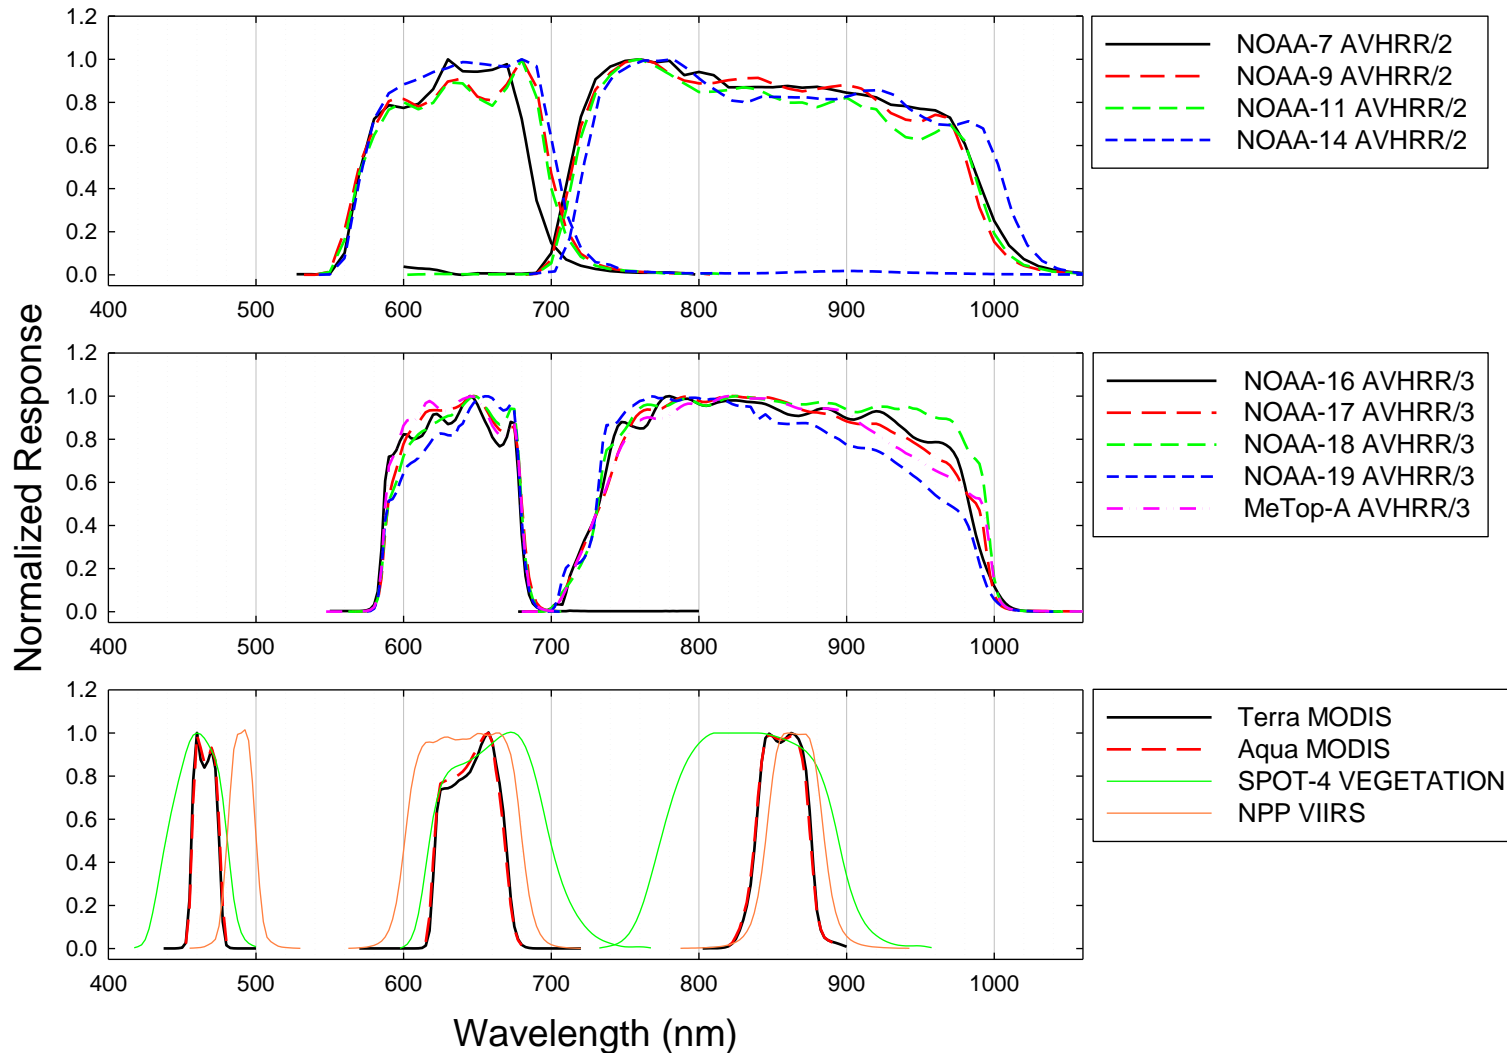 1.2
1.0
0.8
0.6
0.4
0.2
0.0
400 500 600 700 800 900 1000
NOAA-7 AVHRR/2
NOAA-9 AVHRR/2
NOAA-11 AVHRR/2
NOAA-14 AVHRR/2
Normalized Response
1.2
1.0
0.8
0.6
0.4
0.2
0.0
400 500 600 700 800 900 1000
NOAA-16 AVHRR/3
NOAA-17 AVHRR/3
NOAA-18 AVHRR/3
NOAA-19 AVHRR/3
MeTop-A AVHRR/3
1.2
1.0
0.8
0.6
0.4
0.2
0.0
400 500 600 700 800 900 1000
Terra MODIS
Aqua MODIS
SPOT-4 VEGETATION
NPP VIIRS
Wavelength (nm)